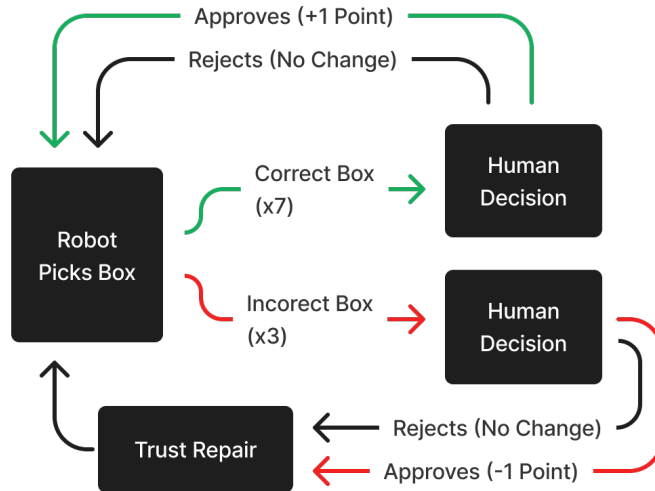 Approves (+1 Point)
Rejects (No Change)
Robot
Picks Box
Correct Box
(x7)
Human
Decision
Incorect Box
(x3)
Human
Decision
Trust Repair
Rejects (No Change)
Approves (-1 Point)